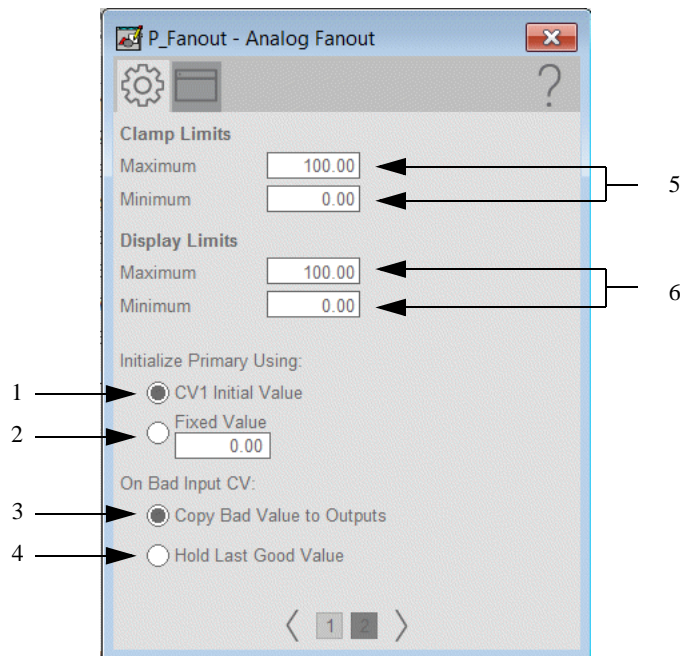 P_Fanout - Analog Fanout
?
Clamp Limits
Maximum 100.00
Minimum 0.00
5
Display Limits
Maximum 100.00
Minimum 0.00
6
Initialize Primary Using:
1 CV1 Initial Value
2 Fixed Value
0.00
On Bad Input CV:
3 Copy Bad Value to Outputs
4 Hold Last Good Value
1 2